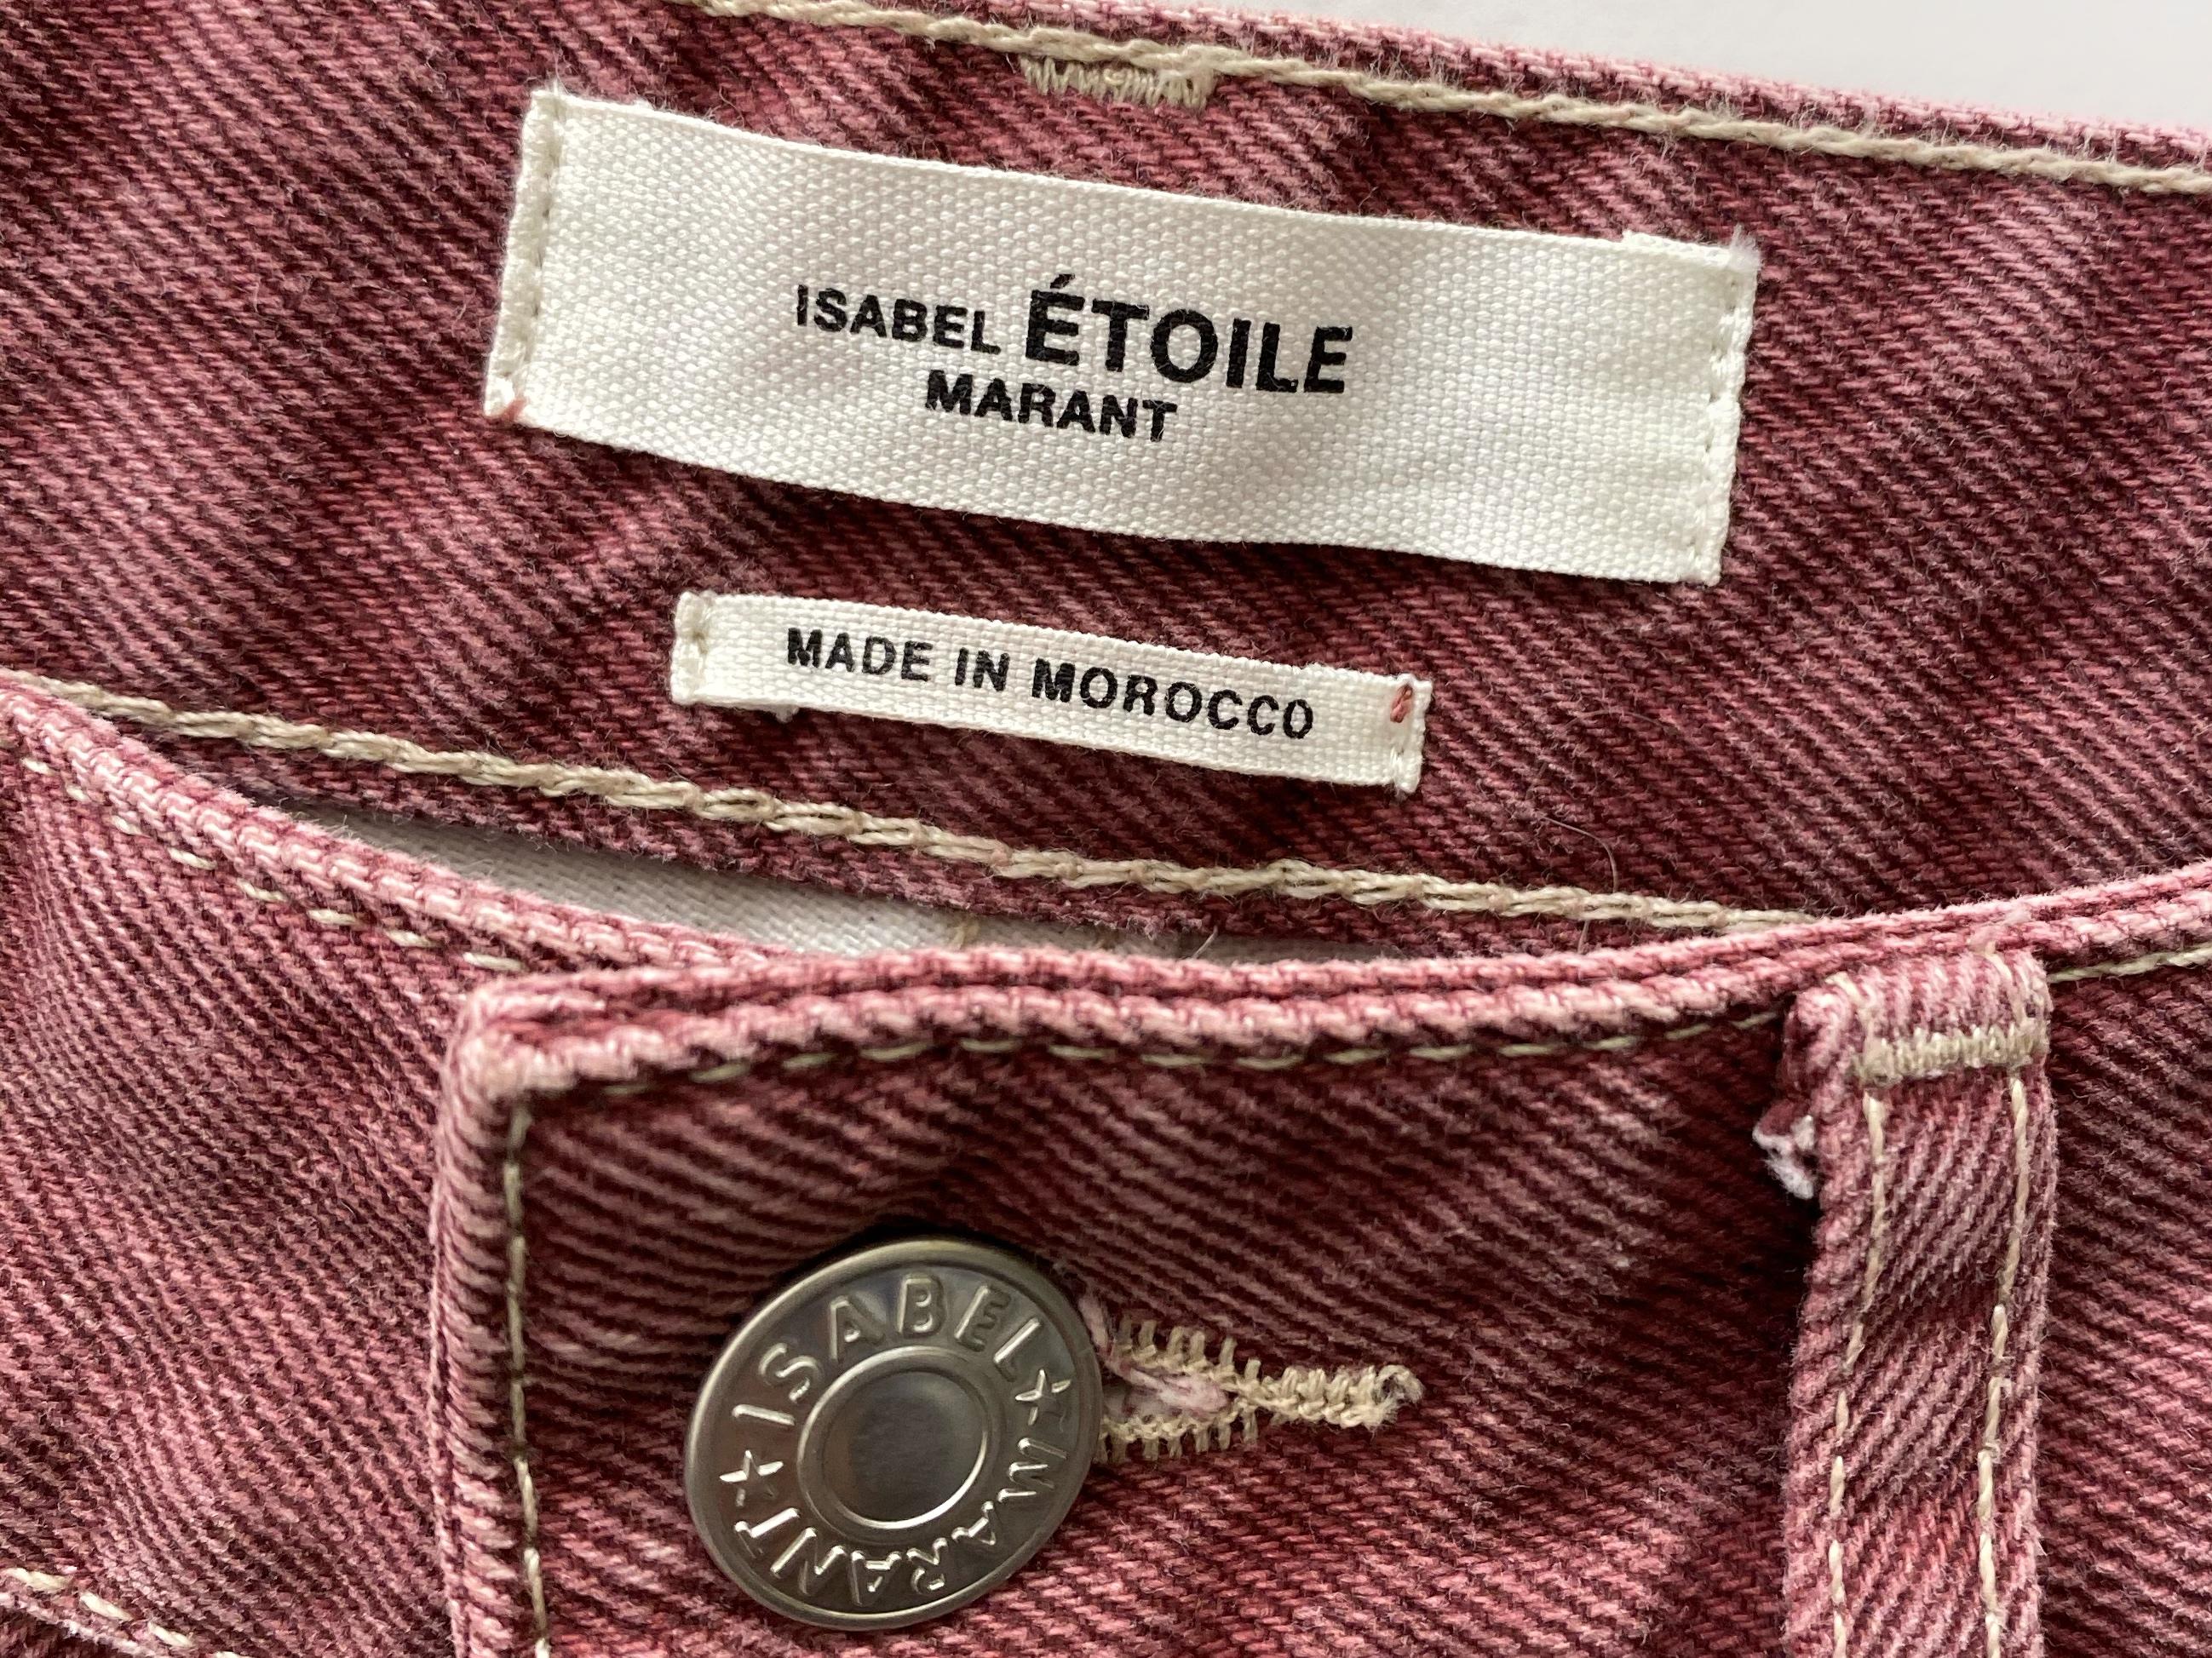 ISABEL ÉTOILE
MARANT
MADE IN MOROCCO
ISABEL
MARANT